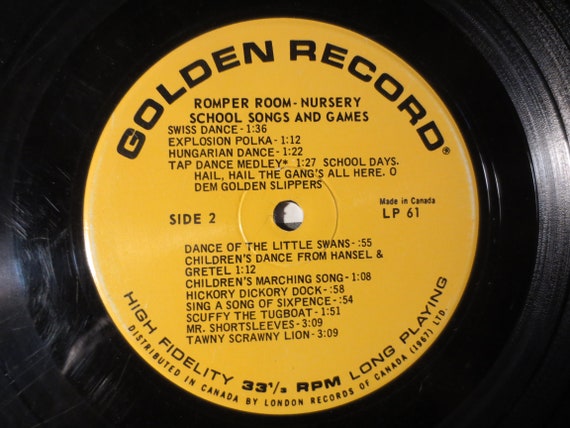 GOLDEN RECORD®
ROMPER ROOM - NURSERY
SCHOOL SONGS AND GAMES
SWISS DANCE - 1:36
EXPLOSION POLKA - 1:12
HUNGARIAN DANCE - 1:22
TAP DANCE MEDLEY* - 1:27 SCHOOL DAYS.
HAIL, HAIL THE GANG'S ALL HERE. O
DEM GOLDEN SLIPPERS
SIDE 2
Made in Canada
LP 61
DANCE OF THE LITTLE SWANS - :55
CHILDREN'S DANCE FROM HANSEL &
GRETEL 1:12
CHILDREN'S MARCHING SONG - 1:08
HICKORY DICKORY DOCK - :58
SING A SONG OF SIXPENCE - :54
SCUFFY THE TUGBOAT - 1:51
MR. SHORTSLEEVES - 3:09
TAWNY SCRAWNY LION - 3:09
HIGH FIDELITY 33⅓ RPM LONG PLAYING
DISTRIBUTED IN CANADA BY LONDON RECORDS OF CANADA (1967) LTD.